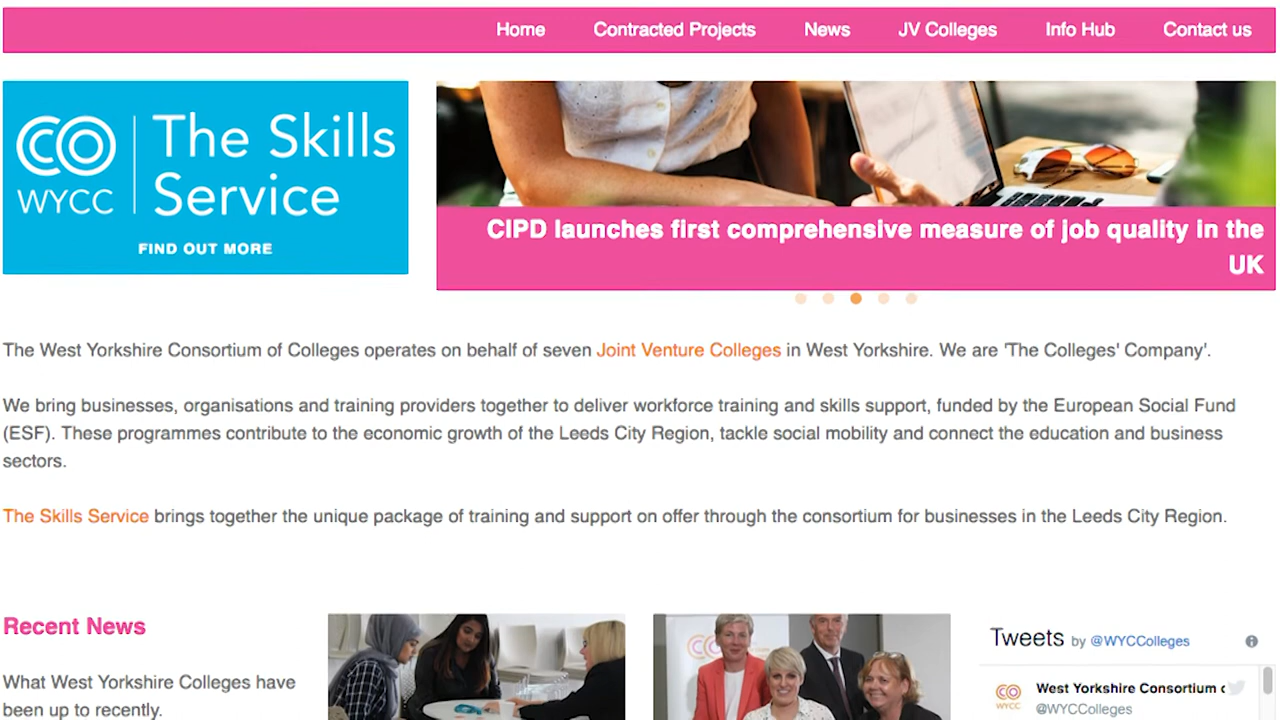 Home Contracted Projects News JV Colleges Info Hub Contact us
CO The Skills
WYCC Service
FIND OUT MORE
CIPD launches first comprehensive measure of job quality in the
UK
The West Yorkshire Consortium of Colleges operates on behalf of seven Joint Venture Colleges in West Yorkshire. We are 'The Colleges' Company'.
We bring businesses, organisations and training providers together to deliver workforce training and skills support, funded by the European Social Fund
(ESF). These programmes contribute to the economic growth of the Leeds City Region, tackle social mobility and connect the education and business
sectors.
The Skills Service brings together the unique package of training and support on offer through the consortium for businesses in the Leeds City Region.
Recent News
What West Yorkshire Colleges have
been up to recently.
CO
Tweets by @WYCColleges
CO
WYCC
West Yorkshire Consortium
@WYCColleges